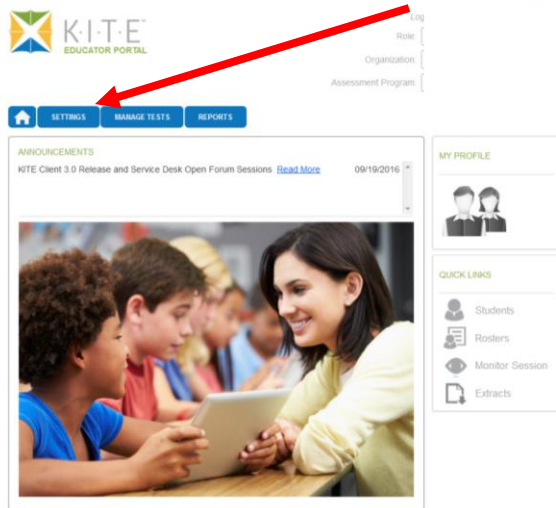 K·I·T·E™
EDUCATOR PORTAL
Log
Role:
Organization:
Assessment Program:
SETTINGS MANAGE TESTS REPORTS
ANNOUNCEMENTS
KITE Client 3.0 Release and Service Desk Open Forum Sessions Read More 09/19/2016
MY PROFILE
QUICK LINKS
Students
Rosters
Monitor Session
Extracts